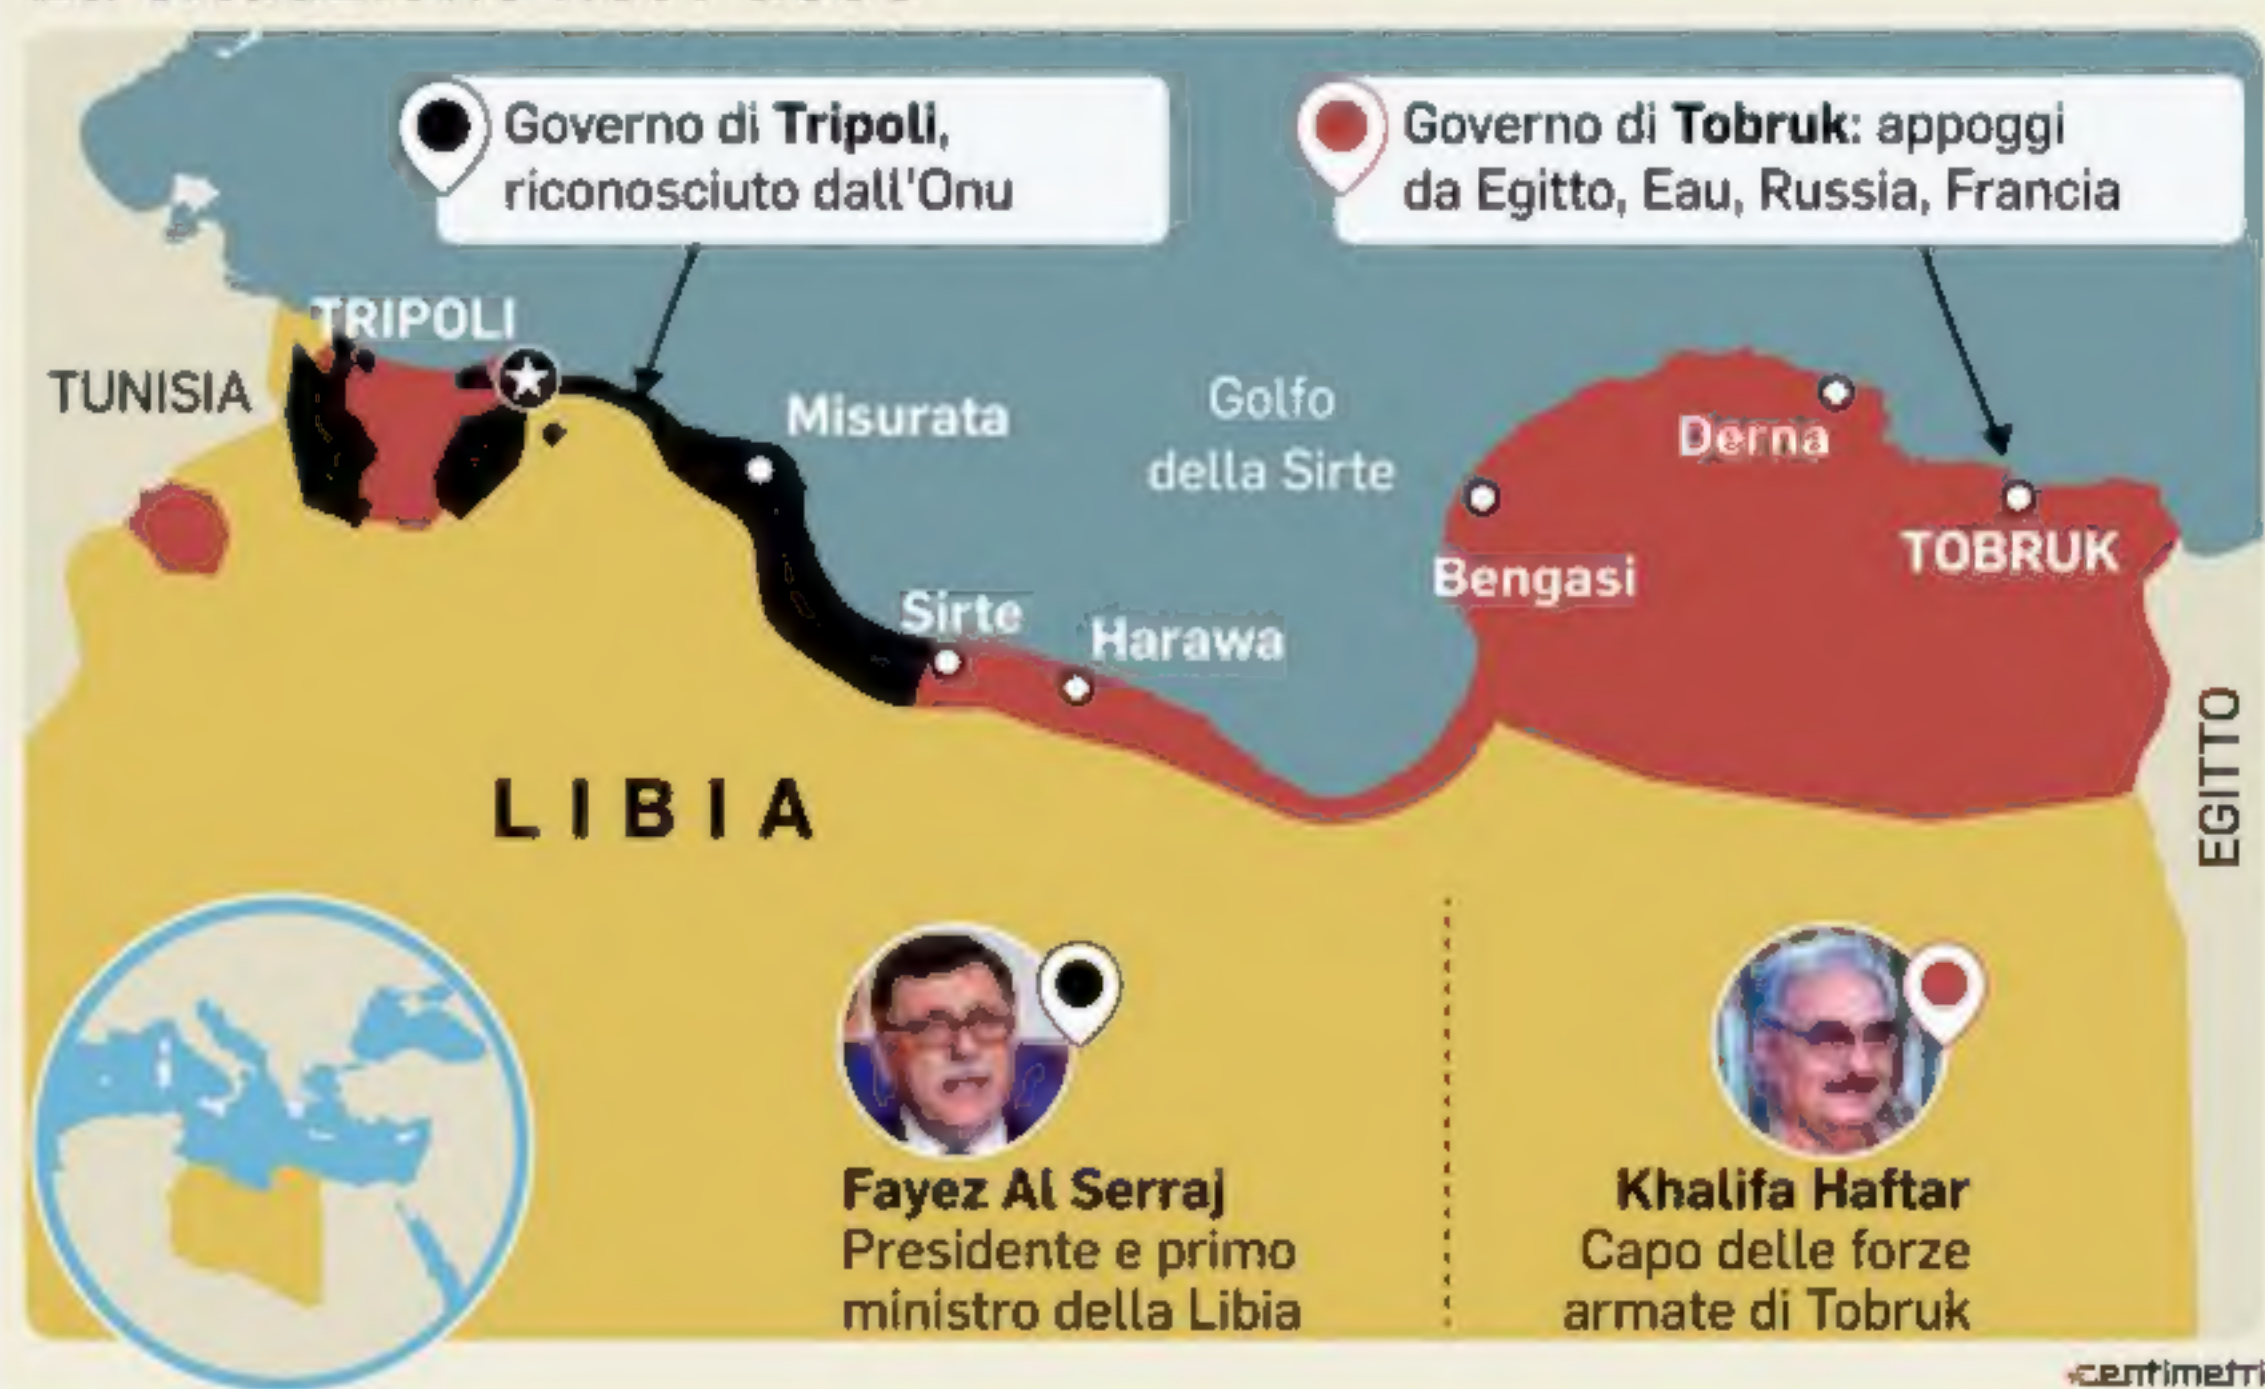 Governo di Tripoli,
riconosciuto dall'Onu
Governo di Tobruk: appoggi
da Egitto, Eau, Russia, Francia
TRIPOLI
TUNISIA
Misurata
Golfo
della Sirte
Derna
Bengasi
TOBRUK
Sirte
Harawa
LIBIA
EGITTO
Fayez Al Serraj
Presidente e primo
ministro della Libia
Khalifa Haftar
Capo delle forze
armate di Tobruk
centimetri